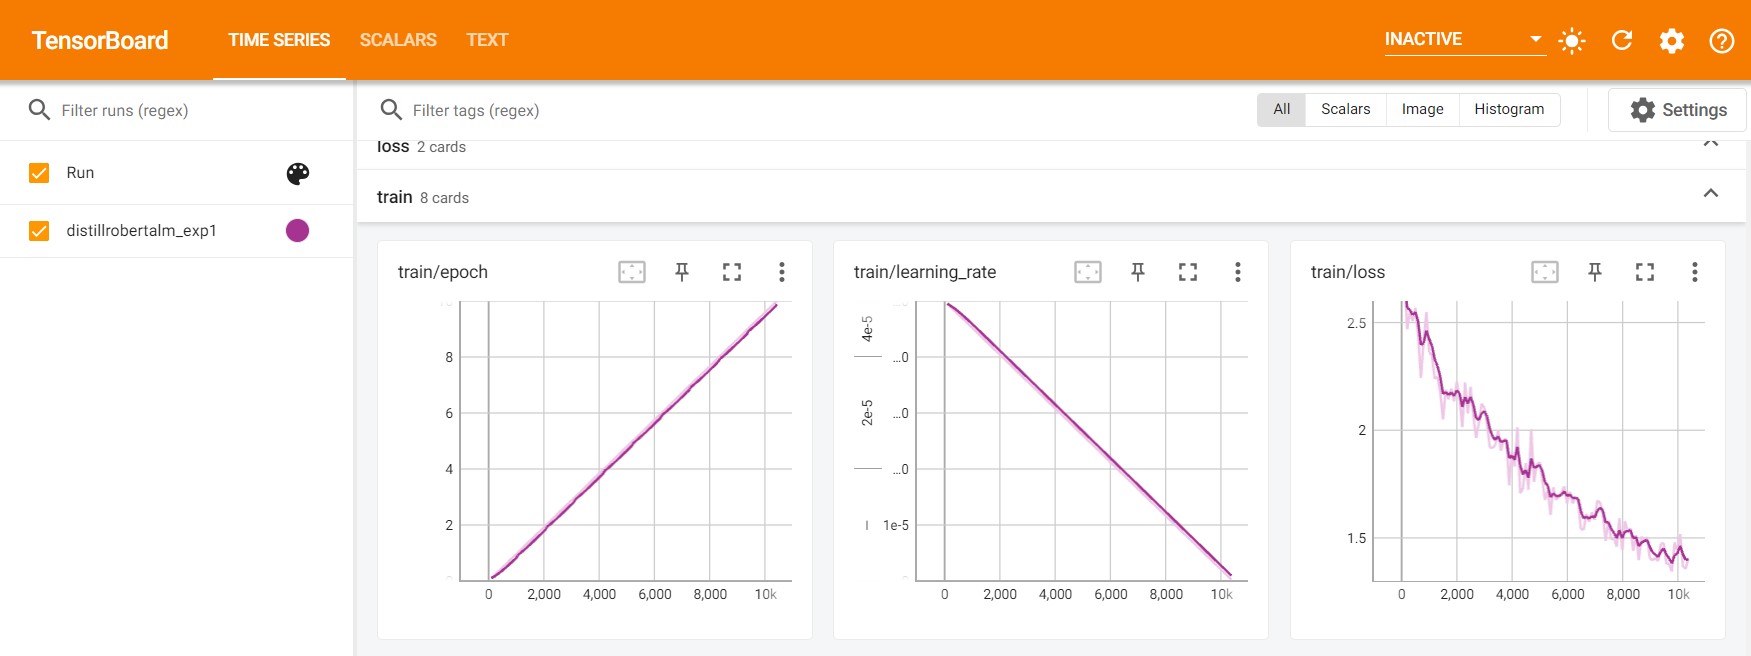 TensorBoard TIME SERIES SCALARS TEXT INACTIVE
Filter runs (regex) Filter tags (regex) All Scalars Image Histogram Settings
loss 2 cards
Run
train 8 cards
distillrobertalm_exp1
train/epoch
8
6
4
2
0 2,000 4,000 6,000 8,000 10k
train/learning_rate
4e-5
2e-5
...0
...0
...0
1e-5
0 2,000 4,000 6,000 8,000 10k
train/loss
2.5
2
1.5
0 2,000 4,000 6,000 8,000 10k